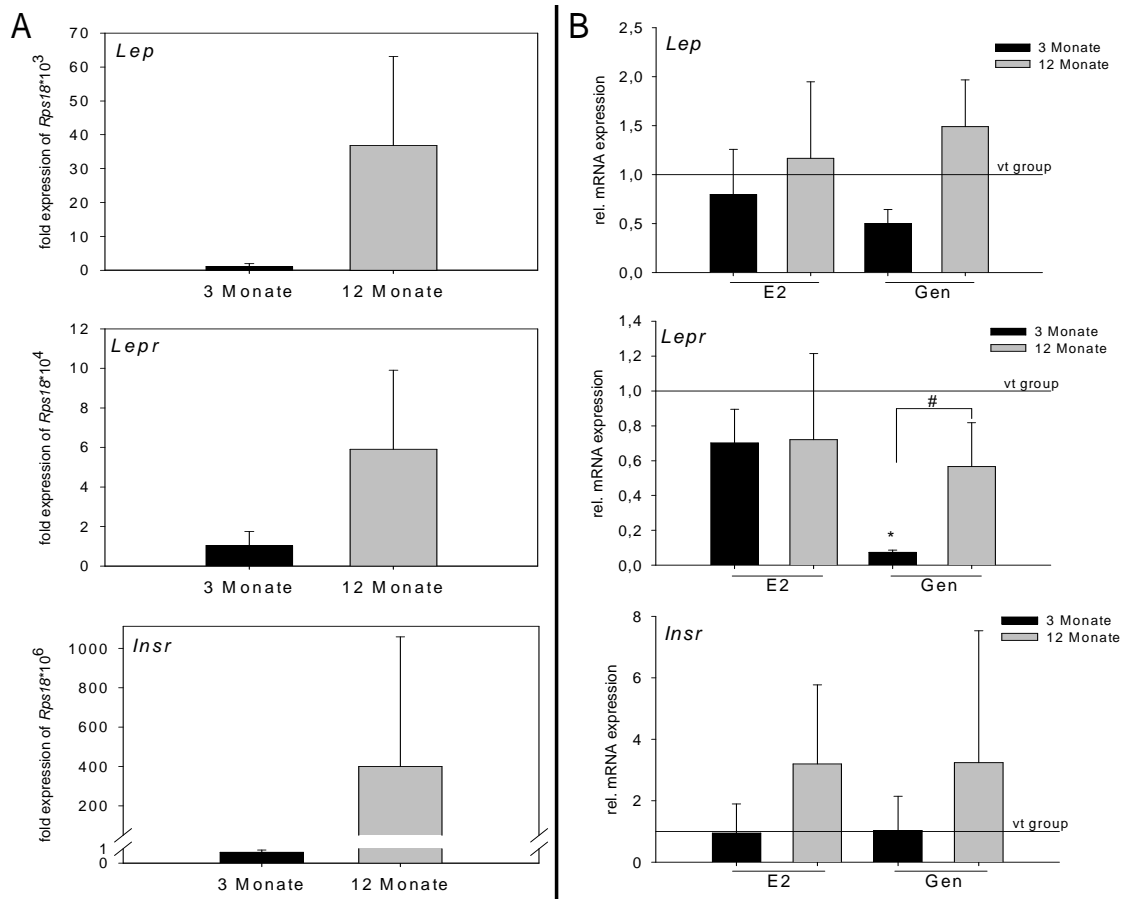 A
Lep
fold expression of Rps18*10³
70
60
50
40
30
20
10
0
3 Monate 12 Monate
Lepr
fold expression of Rps18*10⁴
12
10
8
6
4
2
0
3 Monate 12 Monate
Insr
fold expression of Rps18*10⁶
1000
800
600
400
200
1
0
3 Monate 12 Monate
B
Lep
3 Monate
12 Monate
rel. mRNA expression
2,5
2,0
1,5
1,0
0,5
0,0
vt group
E2 Gen
Lepr
3 Monate
12 Monate
rel. mRNA expression
1,4
1,2
1,0
0,8
0,6
0,4
0,2
0,0
vt group
#
*
E2 Gen
Insr
3 Monate
12 Monate
rel. mRNA expression
8
6
4
2
0
vt group
E2 Gen